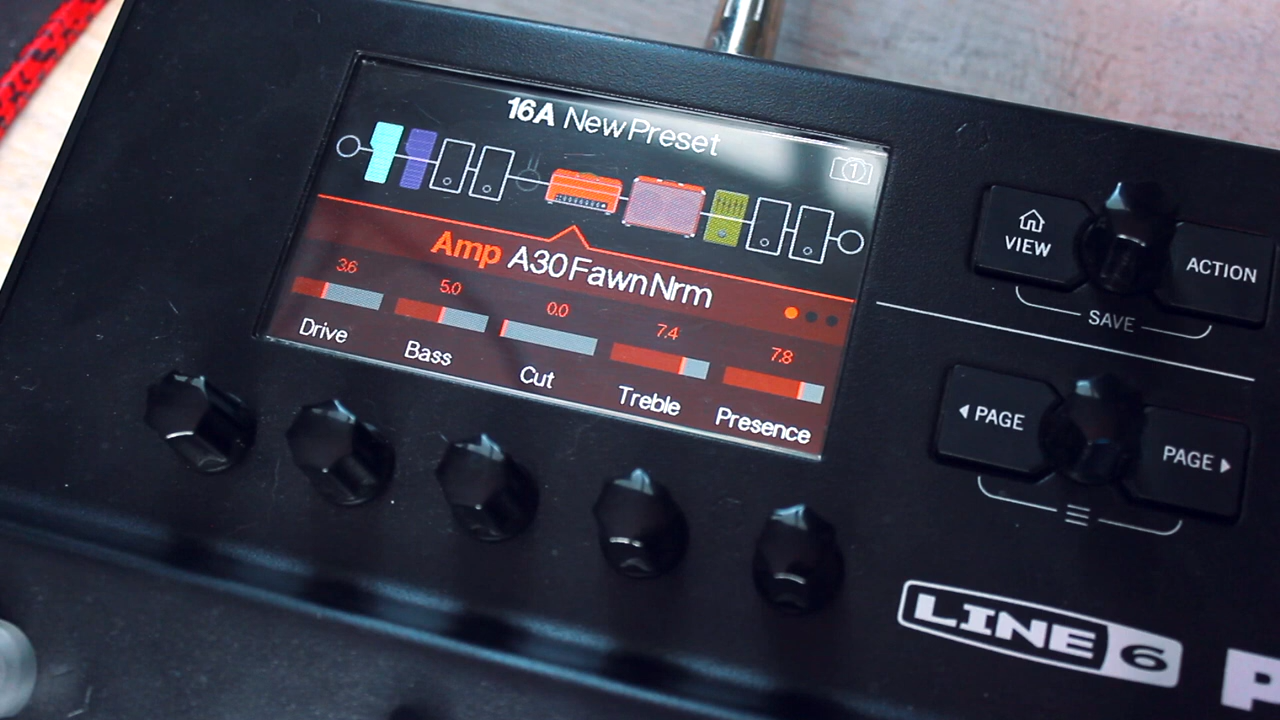 16A New Preset
1
Amp A30 Fawn Nrm
3.6 5.0 0.0 7.4 7.8
Drive Bass Cut Treble Presence
VIEW
ACTION
SAVE
PAGE
PAGE
LINE 6
P